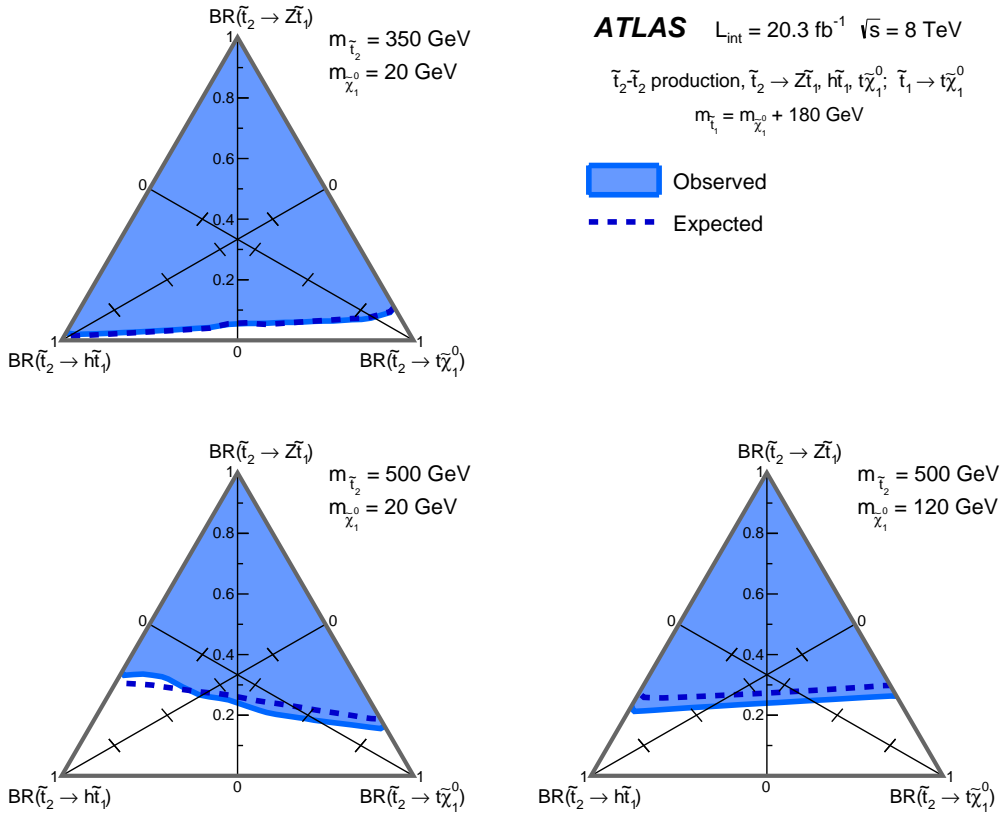 BR(t̃₂ → Zt̃₁)
1
m_t̃₂ = 350 GeV
m_χ̃₁⁰ = 20 GeV
0.8
0.6
0
0
0.4
0.2
1
0
1
BR(t̃₂ → ht̃₁)
BR(t̃₂ → tχ̃₁⁰)
ATLAS L_int = 20.3 fb⁻¹ √s = 8 TeV
t̃₂-t̃₂ production, t̃₂ → Zt̃₁, ht̃₁, tχ̃₁⁰; t̃₁ → tχ̃₁⁰
m_t̃₁ = m_χ̃₁⁰ + 180 GeV
Observed
Expected
BR(t̃₂ → Zt̃₁)
1
m_t̃₂ = 500 GeV
m_χ̃₁⁰ = 20 GeV
0.8
0.6
0
0
0.4
0.2
1
0
1
BR(t̃₂ → ht̃₁)
BR(t̃₂ → tχ̃₁⁰)
BR(t̃₂ → Zt̃₁)
1
m_t̃₂ = 500 GeV
m_χ̃₁⁰ = 120 GeV
0.8
0.6
0
0
0.4
0.2
1
0
1
BR(t̃₂ → ht̃₁)
BR(t̃₂ → tχ̃₁⁰)